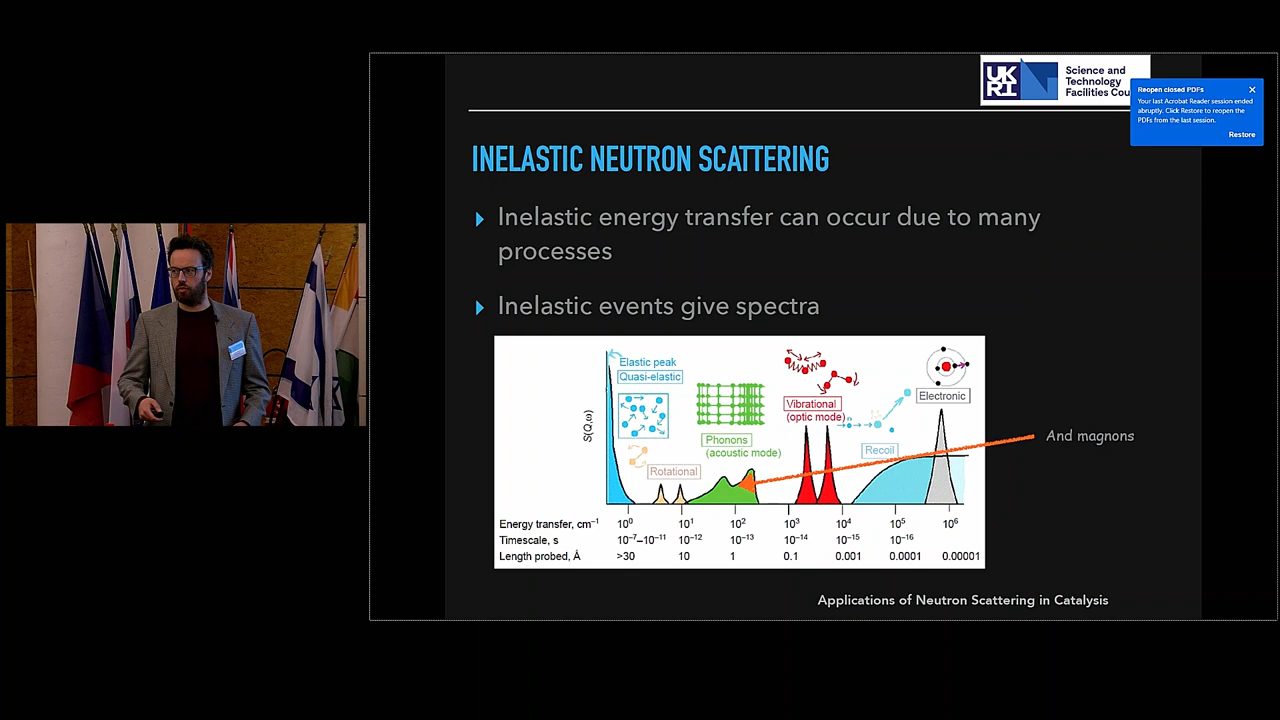 UK
RI
Science and
Technology
Facilities Cou
Reopen closed PDFs
Your last Acrobat Reader session ended
abruptly. Click Restore to reopen the
PDFs from the last session.
Restore
INELASTIC NEUTRON SCATTERING
Inelastic energy transfer can occur due to many
processes
Inelastic events give spectra
Elastic peak
Quasi-elastic
Rotational
Phonons
(acoustic mode)
Vibrational
(optic mode)
Recoil
Electronic
S(Q,ω)
And magnons
Energy transfer, cm⁻¹ 10⁰ 10¹ 10² 10³ 10⁴ 10⁵ 10⁶
Timescale, s 10⁻⁷–10⁻¹¹ 10⁻¹² 10⁻¹³ 10⁻¹⁴ 10⁻¹⁵ 10⁻¹⁶
Length probed, Å >30 10 1 0.1 0.001 0.0001 0.00001
Applications of Neutron Scattering in Catalysis